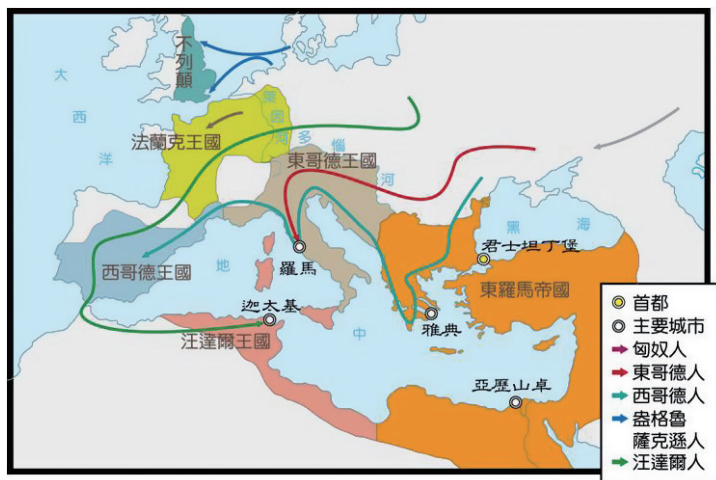 不列顛
大西洋
萊因河
法蘭克王國
多惱河
東哥德王國
黑海
君士坦丁堡
羅馬
西哥德王國
地中
東羅馬帝國
迦太基
雅典
汪達爾王國
亞歷山卓
首都
主要城市
匈奴人
東哥德人
西哥德人
盎格魯
薩克遜人
汪達爾人